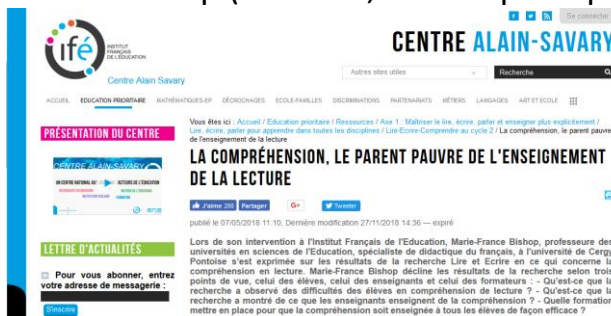 Se connecter
ifé INSTITUT
FRANÇAIS
DE L'ÉDUCATION
Centre Alain Savary
CENTRE ALAIN-SAVARY
Autres sites utiles
Recherche
ACCUEIL EDUCATION PRIORITAIRE MATHÉMATIQUES-EP DÉCROCHAGES ECOLE-FAMILLES DISCRIMINATIONS PARTENARIATS MÉTIERS LANGAGES ART ET ECOLE
PRÉSENTATION DU CENTRE
Vous êtes ici : Accueil / Education prioritaire / Ressources / Axe 1 : Maîtriser le lire, écrire, parler et enseigner plus explicitement /
Lire, écrire, parler pour apprendre dans toutes les disciplines / Lire-Ecrire-Comprendre au cycle 2 / La compréhension, le parent pauvre
de l'enseignement de la lecture
LA COMPRÉHENSION, LE PARENT PAUVRE DE L'ENSEIGNEMENT
DE LA LECTURE
CENTRE ALAIN-SAVARY
J'aime 200 Partager G+ Tweeter
publié le 07/05/2018 11:10, Dernière modification 27/11/2018 14:36 — expiré
LETTRE D'ACTUALITÉS
Pour vous abonner, entrez
votre adresse de messagerie :
S'inscrire
Lors de son intervention à l'Institut Français de l'Education, Marie-France Bishop, professeure des
universités en sciences de l'Education, spécialiste de didactique du français, à l'université de Cergy
Pontoise s'est exprimée sur les résultats de la recherche Lire et Ecrire en ce qui concerne la
compréhension en lecture. Marie-France Bishop décline les résultats de la recherche selon trois
points de vue, celui des élèves, celui des enseignants et celui des formateurs : - Qu'est-ce que la
recherche a observé des difficultés des élèves en compréhension de lecture ? - Qu'est-ce que la
recherche a montré de ce que les enseignants enseignent de la compréhension ? - Quelle formation
mettre en place pour que la compréhension soit enseignée à tous les élèves de façon efficace ?